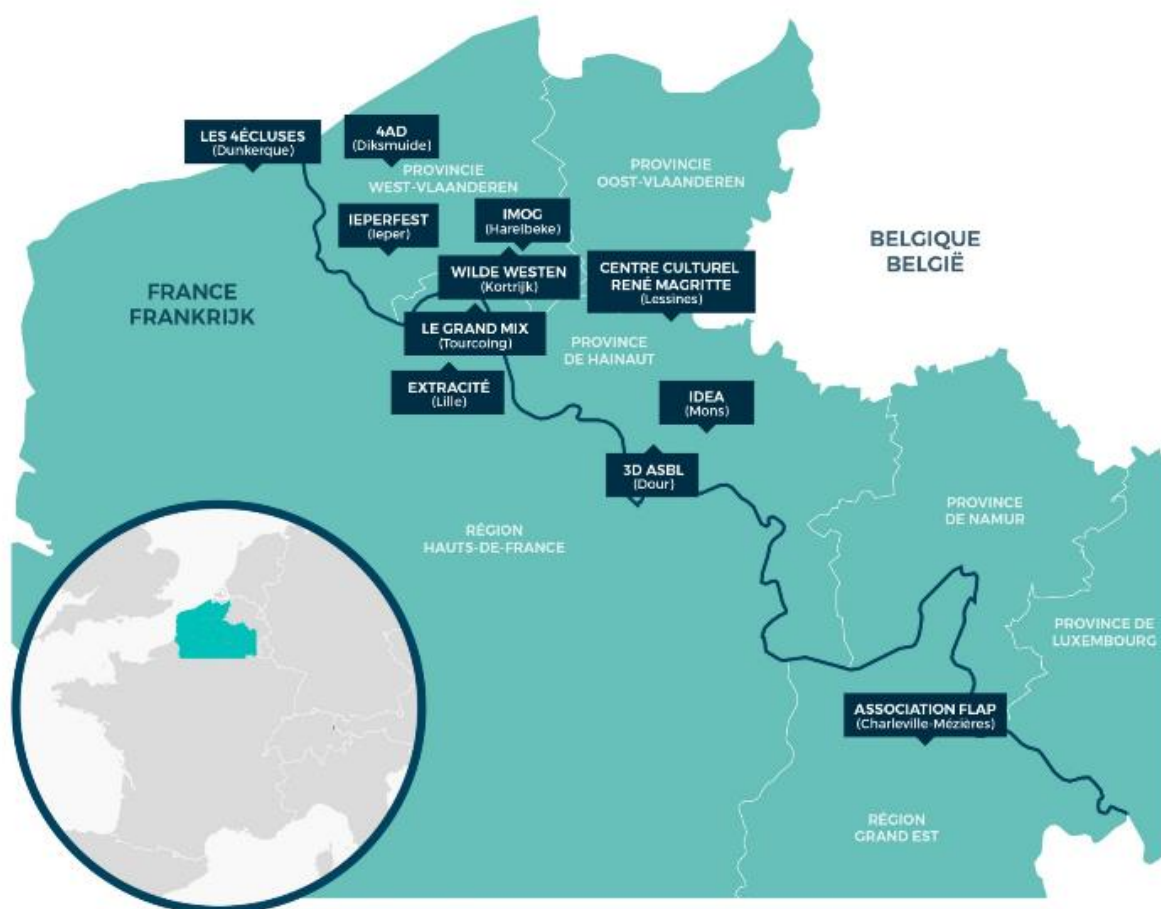 LES 4ÉCLUSES
(Dunkerque)
4AD
(Diksmuide)
PROVINCIE
WEST-VLAANDEREN
PROVINCIE
OOST-VLAANDEREN
IEPERFEST
(Ieper)
IMOG
(Harelbeke)
BELGIQUE
BELGIË
WILDE WESTEN
(Kortrijk)
CENTRE CULTUREL
RENÉ MAGRITTE
(Lessines)
FRANCE
FRANKRIJK
LE GRAND MIX
(Tourcoing)
PROVINCE
DE HAINAUT
EXTRACITÉ
(Lille)
IDEA
(Mons)
3D ASBL
(Dour)
PROVINCE
DE NAMUR
RÉGION
HAUTS-DE-FRANCE
PROVINCE DE
LUXEMBOURG
ASSOCIATION FLAP
(Charleville-Mézières)
RÉGION
GRAND EST